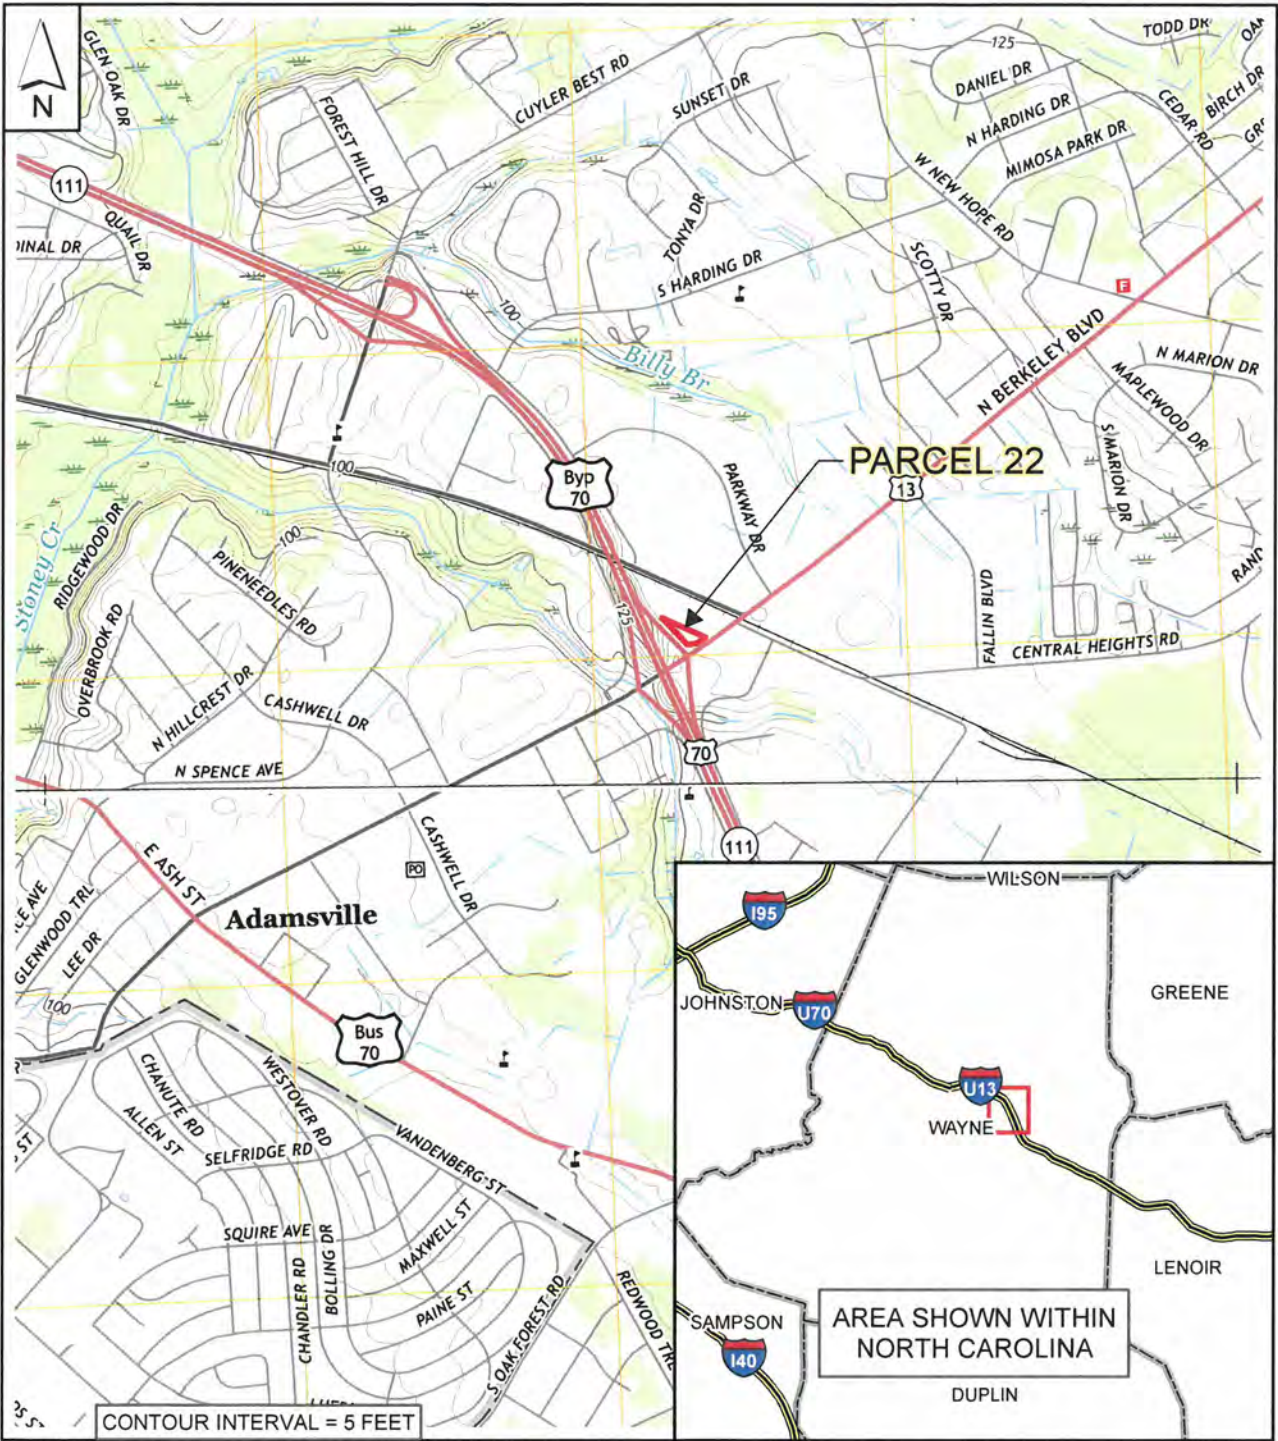 N
GLEN OAK DR
FOREST HILL DR
CUYLER BEST RD
SUNSET DR
125
TODD DR
DANIEL DR
N HARDING DR
MIMOSA PARK DR
CEDAR RD
BIRCH DR
W NEW HOPE RD
111
QUAIL DR
INAL DR
TONYA DR
S HARDING DR
SCOTTY DR
F
100
Billy Br
N BERKELEY BLVD
N MARION DR
MAPLEWOOD DR
S MARION DR
100
Byp
70
PARCEL 22
13
PARKWAY DR
Stoney Cr
RIDGEWOOD DR
100
PINENEEDLES RD
OVERBROOK RD
125
FALLIN BLVD
CENTRAL HEIGHTS RD
RAND
N HILLCREST DR
CASHWELL DR
N SPENCE AVE
70
111
E ASH ST
CASHWELL DR
PO
Adamsville
GLENWOOD TRL
LEE DR
100
Bus
70
CHANUTE RD
ALLEN ST
WESTOVER RD
SELFRIDGE RD
VANDENBERG ST
SQUIRE AVE
MAXWELL ST
CHANDLER RD
BOLLING DR
PAINE ST
S OAK FOREST RD
REDWOOD TRL
CONTOUR INTERVAL = 5 FEET
WILSON
I95
JOHNSTON
U70
GREENE
U13
WAYNE
LENOIR
SAMPSON
I40
AREA SHOWN WITHIN
NORTH CAROLINA
DUPLIN